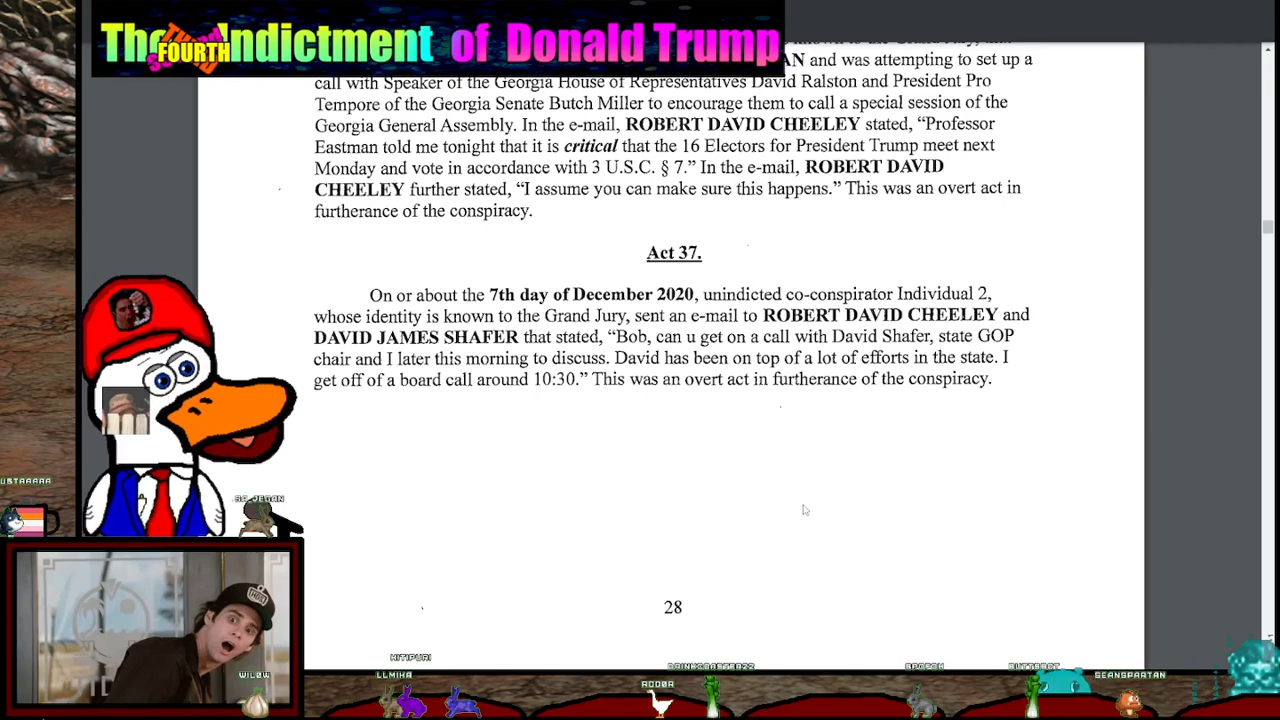 The FOURTH Indictment of Donald Trump
AN and was attempting to set up a
call with Speaker of the Georgia House of Representatives David Ralston and President Pro
Tempore of the Georgia Senate Butch Miller to encourage them to call a special session of the
Georgia General Assembly. In the e-mail, ROBERT DAVID CHEELEY stated, “Professor
Eastman told me tonight that it is critical that the 16 Electors for President Trump meet next
Monday and vote in accordance with 3 U.S.C. § 7.” In the e-mail, ROBERT DAVID
CHEELEY further stated, “I assume you can make sure this happens.” This was an overt act in
furtherance of the conspiracy.
Act 37.
On or about the 7th day of December 2020, unindicted co-conspirator Individual 2,
whose identity is known to the Grand Jury, sent an e-mail to ROBERT DAVID CHEELEY and
DAVID JAMES SHAFER that stated, “Bob, can u get on a call with David Shafer, state GOP
chair and I later this morning to discuss. David has been on top of a lot of efforts in the state. I
get off of a board call around 10:30.” This was an overt act in furtherance of the conspiracy.
28
KITIPURI
WILOW
LLMIKA
SEANSPARTAN